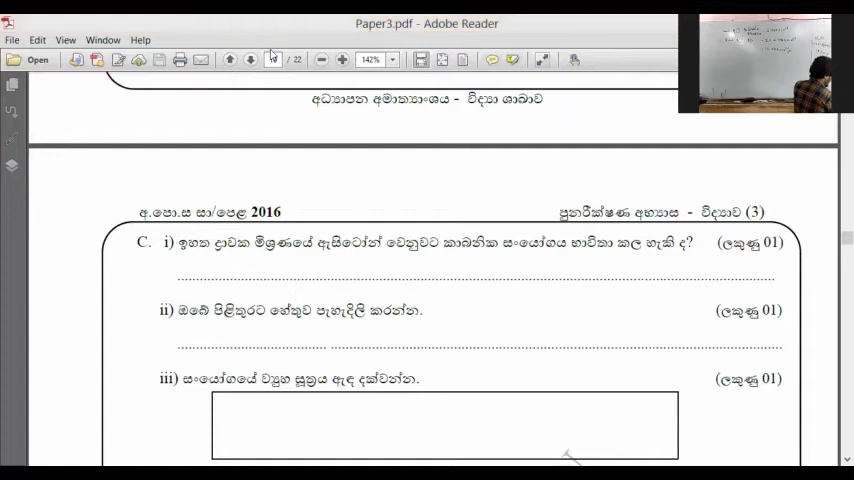 Paper3.pdf - Adobe Reader
File Edit View Window Help
Open / 22 142%
අධ්‍යාපන අමාත්‍යාංශය - විද්‍යා ශාඛාව
අ.පො.ස සා/පෙළ 2016 පුනරීක්ෂණ අභ්‍යාස - විද්‍යාව (3)
C. i) ඉහත ද්‍රාවක මිශ්‍රණයේ ඇසිටෝන් වෙනුවට කාබනික සංයෝගය භාවිතා කල හැකි ද? (ලකුණු 01)
ii) ඔබේ පිළිතුරට හේතුව පැහැදිලි කරන්න. (ලකුණු 01)
iii) සංයෝගයේ ව්‍යුහ සූත්‍රය ඇඳ දක්වන්න. (ලකුණු 01)